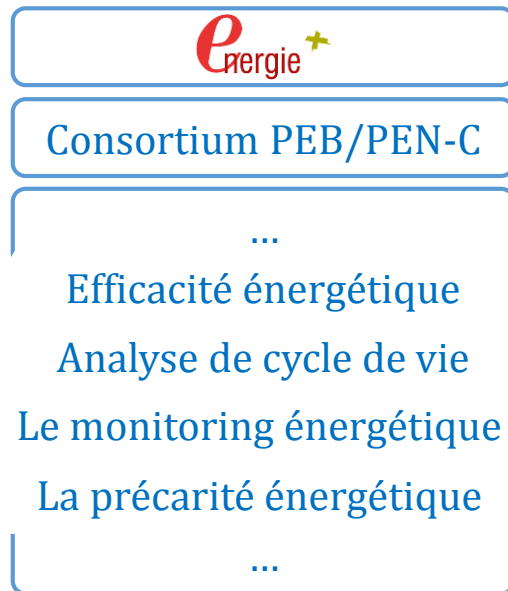 energie+
Consortium PEB/PEN-C
...
Efficacité énergétique
Analyse de cycle de vie
Le monitoring énergétique
La précarité énergétique
...